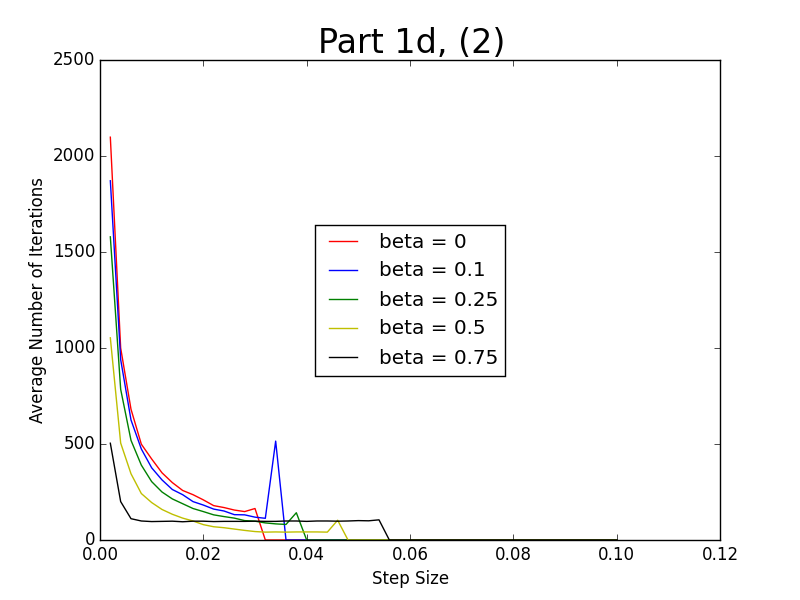 Part 1d, (2)
2500
2000
1500
1000
500
0
Average Number of Iterations
beta = 0
beta = 0.1
beta = 0.25
beta = 0.5
beta = 0.75
0.00 0.02 0.04 0.06 0.08 0.10 0.12
Step Size